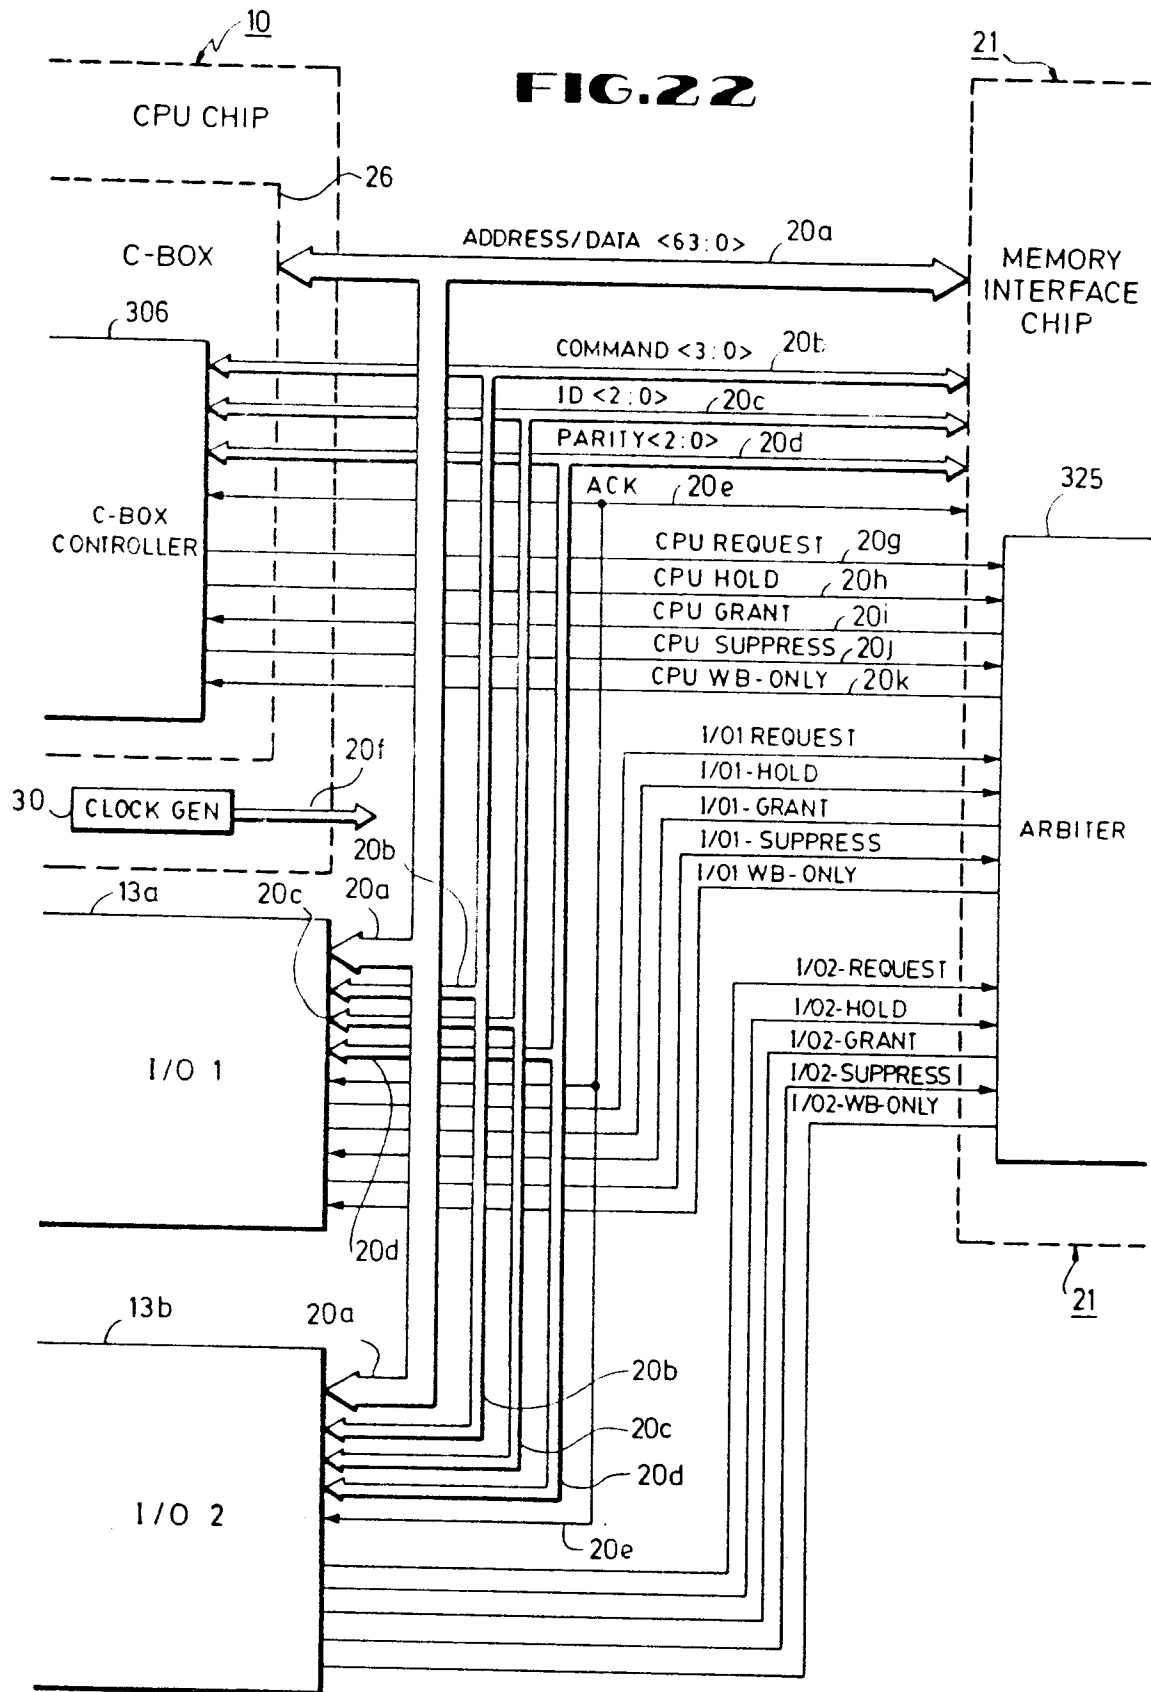 10
21
FIG.22
CPU CHIP
26
C-BOX
ADDRESS/DATA <63:0>
20a
MEMORY
INTERFACE
CHIP
306
COMMAND <3:0>
20b
ID <2:0>
20c
PARITY<2:0>
20d
ACK
20e
325
C-BOX
CONTROLLER
CPU REQUEST
20g
CPU HOLD
20h
CPU GRANT
20i
CPU SUPPRESS
20j
CPU WB-ONLY
20k
20f
30
CLOCK GEN
I/O1 REQUEST
I/O1-HOLD
I/O1-GRANT
I/O1-SUPPRESS
I/O1 WB-ONLY
ARBITER
20b
13a
20c
20a
I/O 1
I/O2-REQUEST
I/O2-HOLD
I/O2-GRANT
I/O2-SUPPRESS
I/O2-WB-ONLY
20d
21
13b
20a
20b
20c
20d
I/O 2
20e